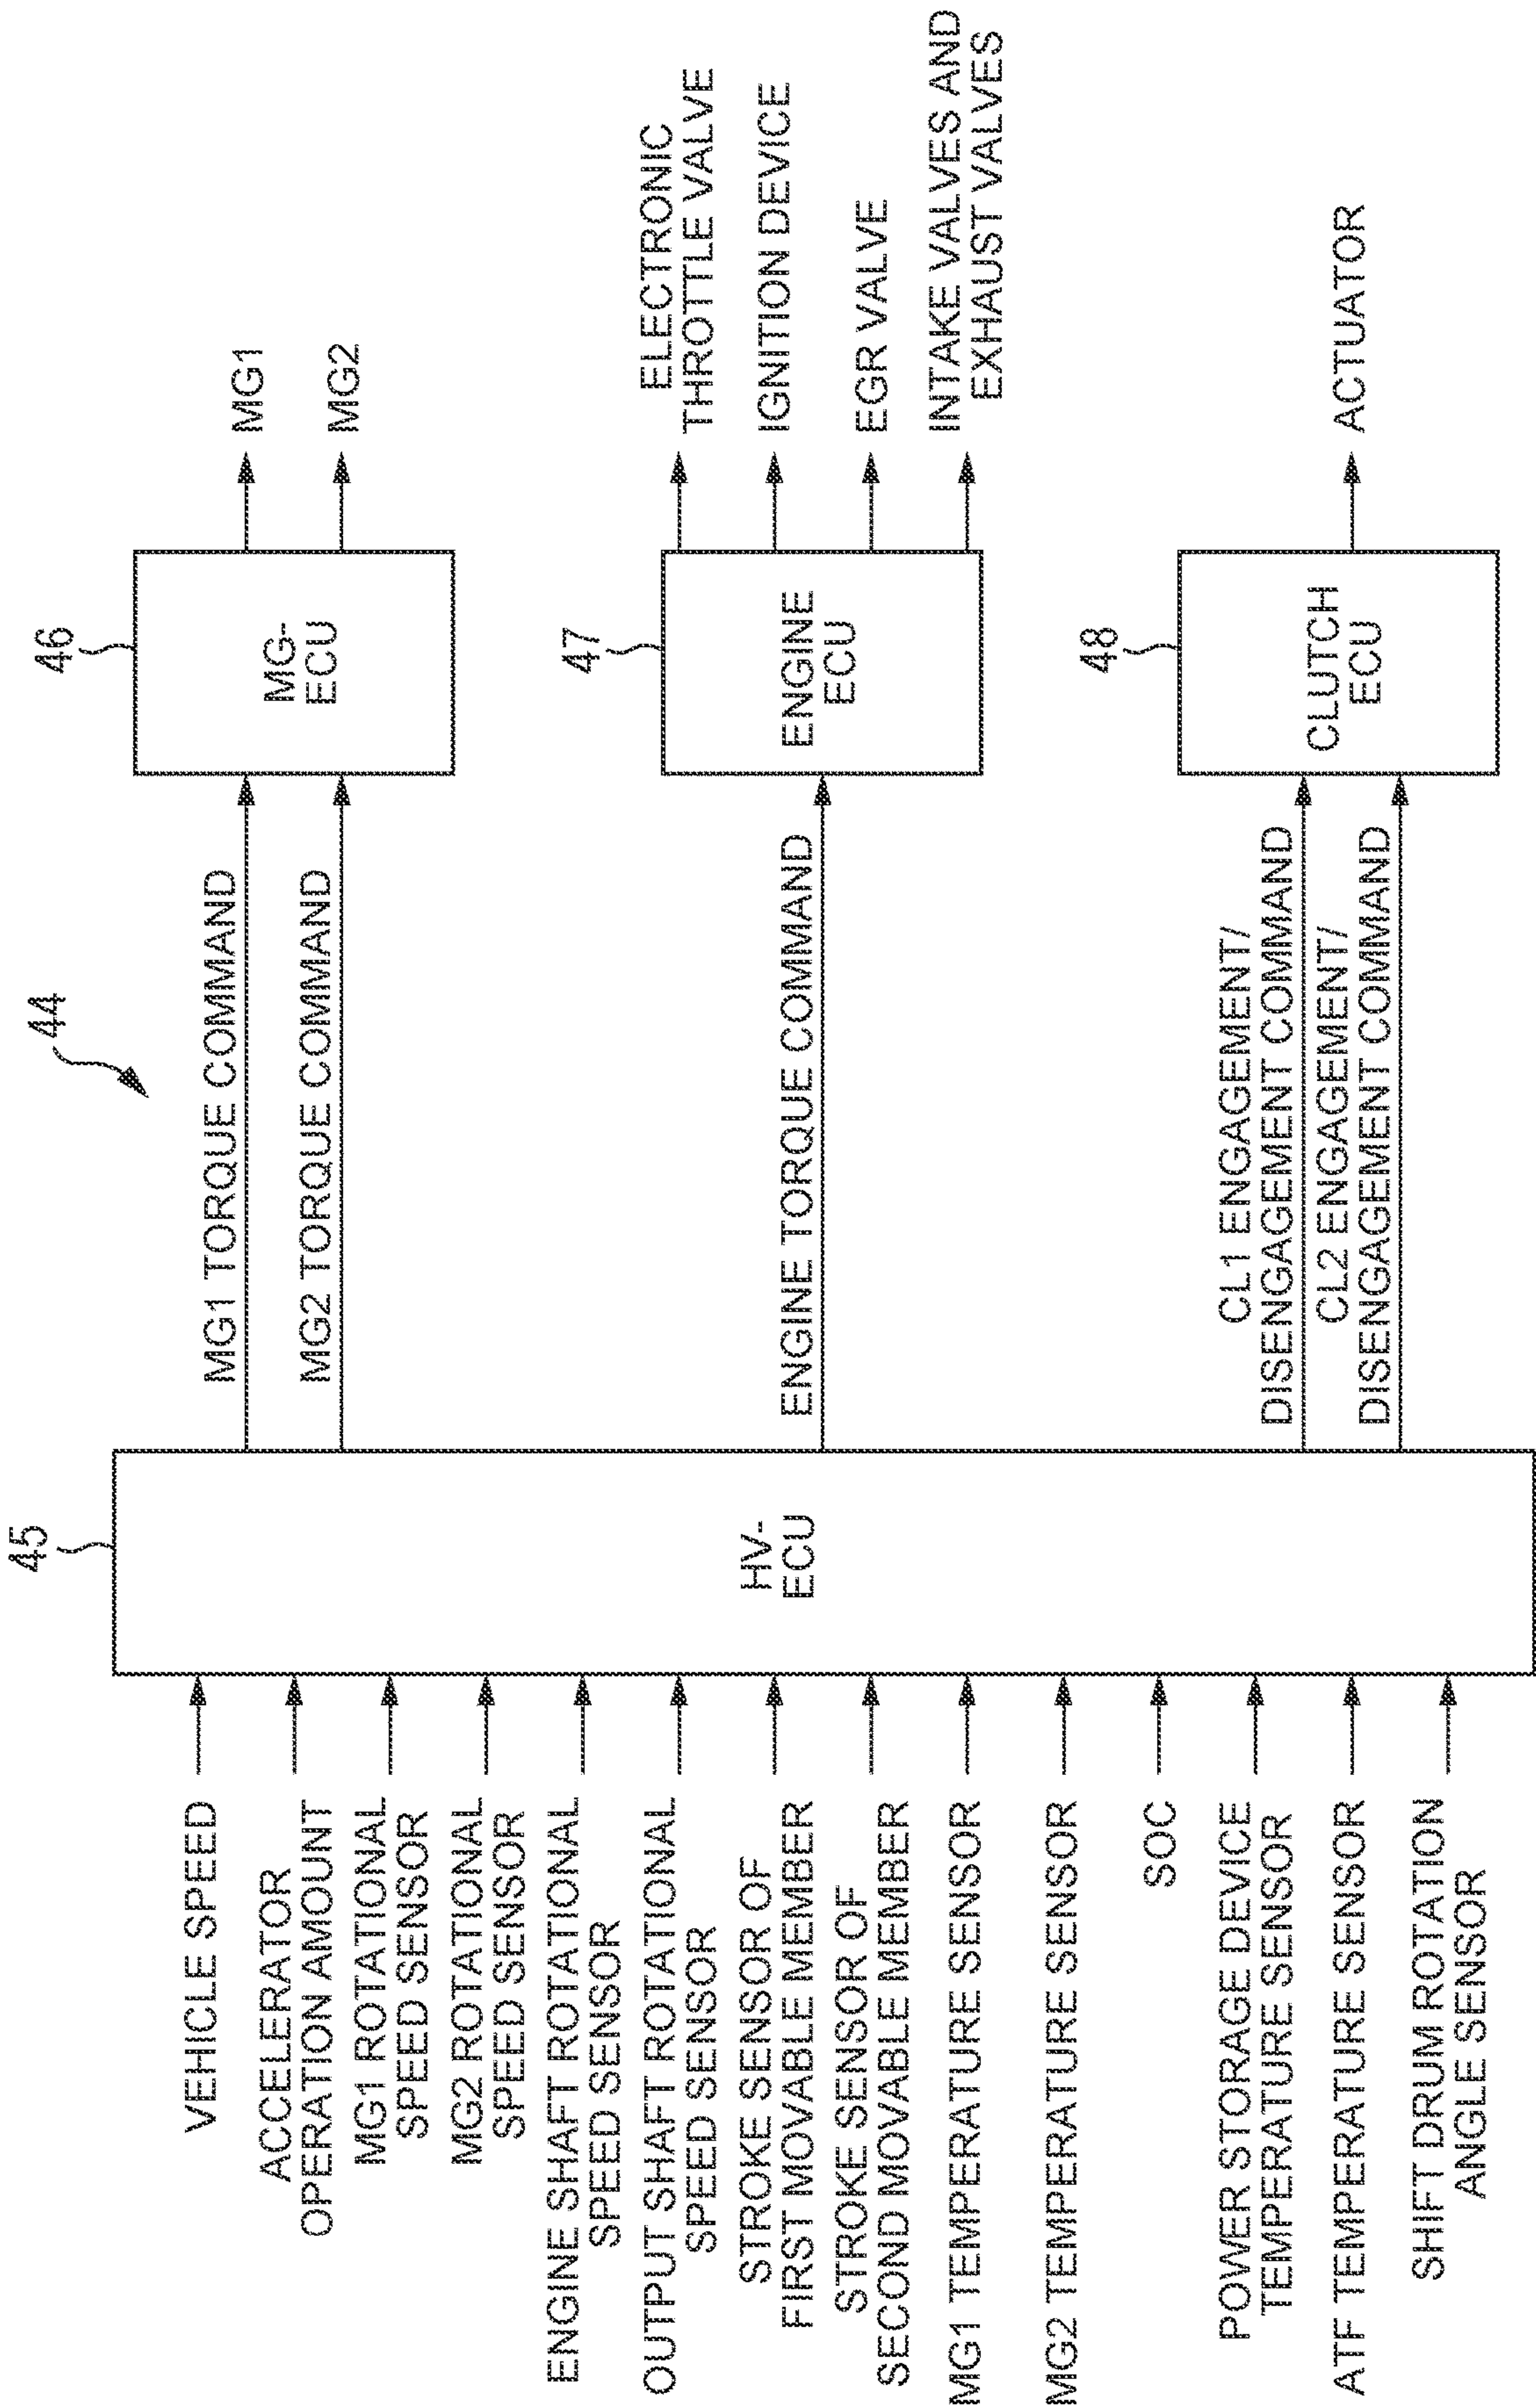 44
45
VEHICLE SPEED
ACCELERATOR
OPERATION AMOUNT
MG1 ROTATIONAL
SPEED SENSOR
MG2 ROTATIONAL
SPEED SENSOR
ENGINE SHAFT ROTATIONAL
SPEED SENSOR
OUTPUT SHAFT ROTATIONAL
SPEED SENSOR
STROKE SENSOR OF
FIRST MOVABLE MEMBER
STROKE SENSOR OF
SECOND MOVABLE MEMBER
MG1 TEMPERATURE SENSOR
MG2 TEMPERATURE SENSOR
SOC
POWER STORAGE DEVICE
TEMPERATURE SENSOR
ATF TEMPERATURE SENSOR
SHIFT DRUM ROTATION
ANGLE SENSOR
HV-
ECU
MG1 TORQUE COMMAND
MG2 TORQUE COMMAND
ENGINE TORQUE COMMAND
CL1 ENGAGEMENT/
DISENGAGEMENT COMMAND
CL2 ENGAGEMENT/
DISENGAGEMENT COMMAND
46
MG-
ECU
47
ENGINE
ECU
48
CLUTCH
ECU
MG1
MG2
ELECTRONIC
THROTTLE VALVE
IGNITION DEVICE
EGR VALVE
INTAKE VALVES AND
EXHAUST VALVES
ACTUATOR